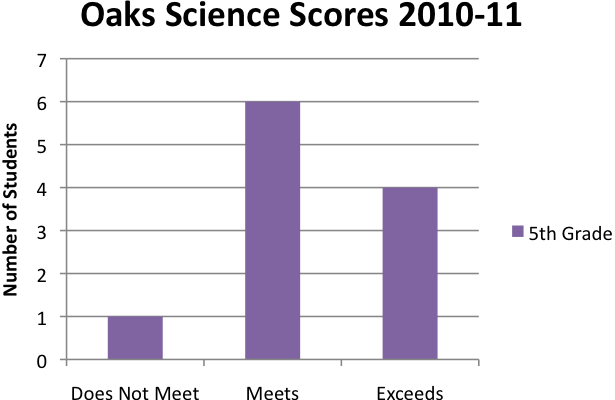 Oaks Science Scores 2010-11
7
6
5
4
3
2
1
0
Number of Students
Does Not Meet
Meets
Exceeds
5th Grade